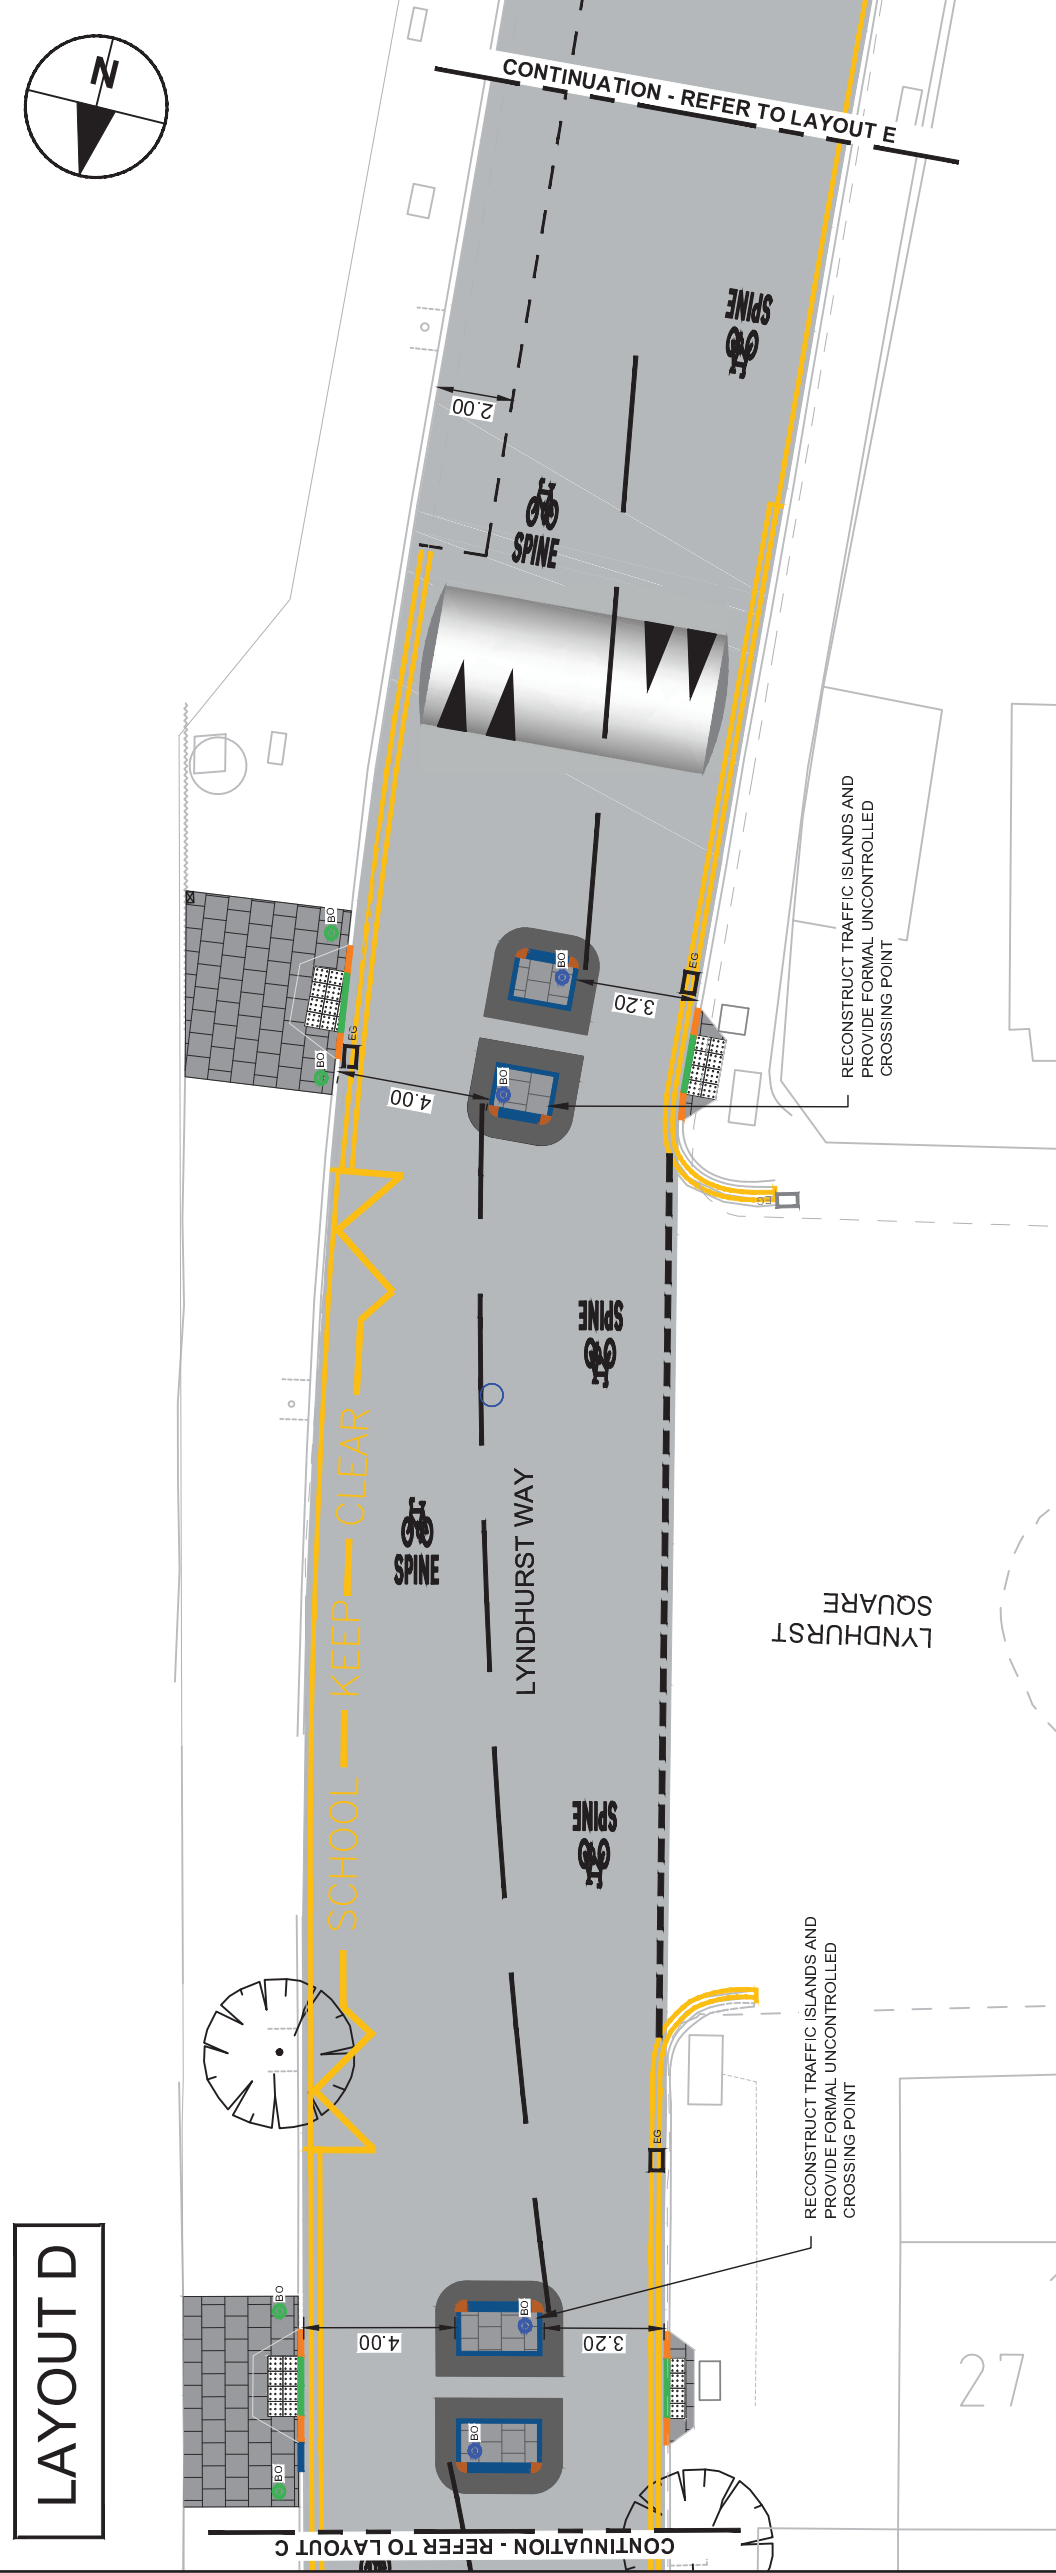 N
CONTINUATION - REFER TO LAYOUT E
SPINE
2.00
SPINE
RECONSTRUCT TRAFFIC ISLANDS AND
PROVIDE FORMAL UNCONTROLLED
CROSSING POINT
BO
BO
EG
3.20
EG
BO
BO
4.00
EG
SPINE
SCHOOL KEEP CLEAR
SPINE
LYNDHURST WAY
LYNDHURST
SQUARE
SPINE
RECONSTRUCT TRAFFIC ISLANDS AND
PROVIDE FORMAL UNCONTROLLED
CROSSING POINT
EG
LAYOUT D
BO
BO
4.00
3.20
27
BO
BO
CONTINUATION - REFER TO LAYOUT C